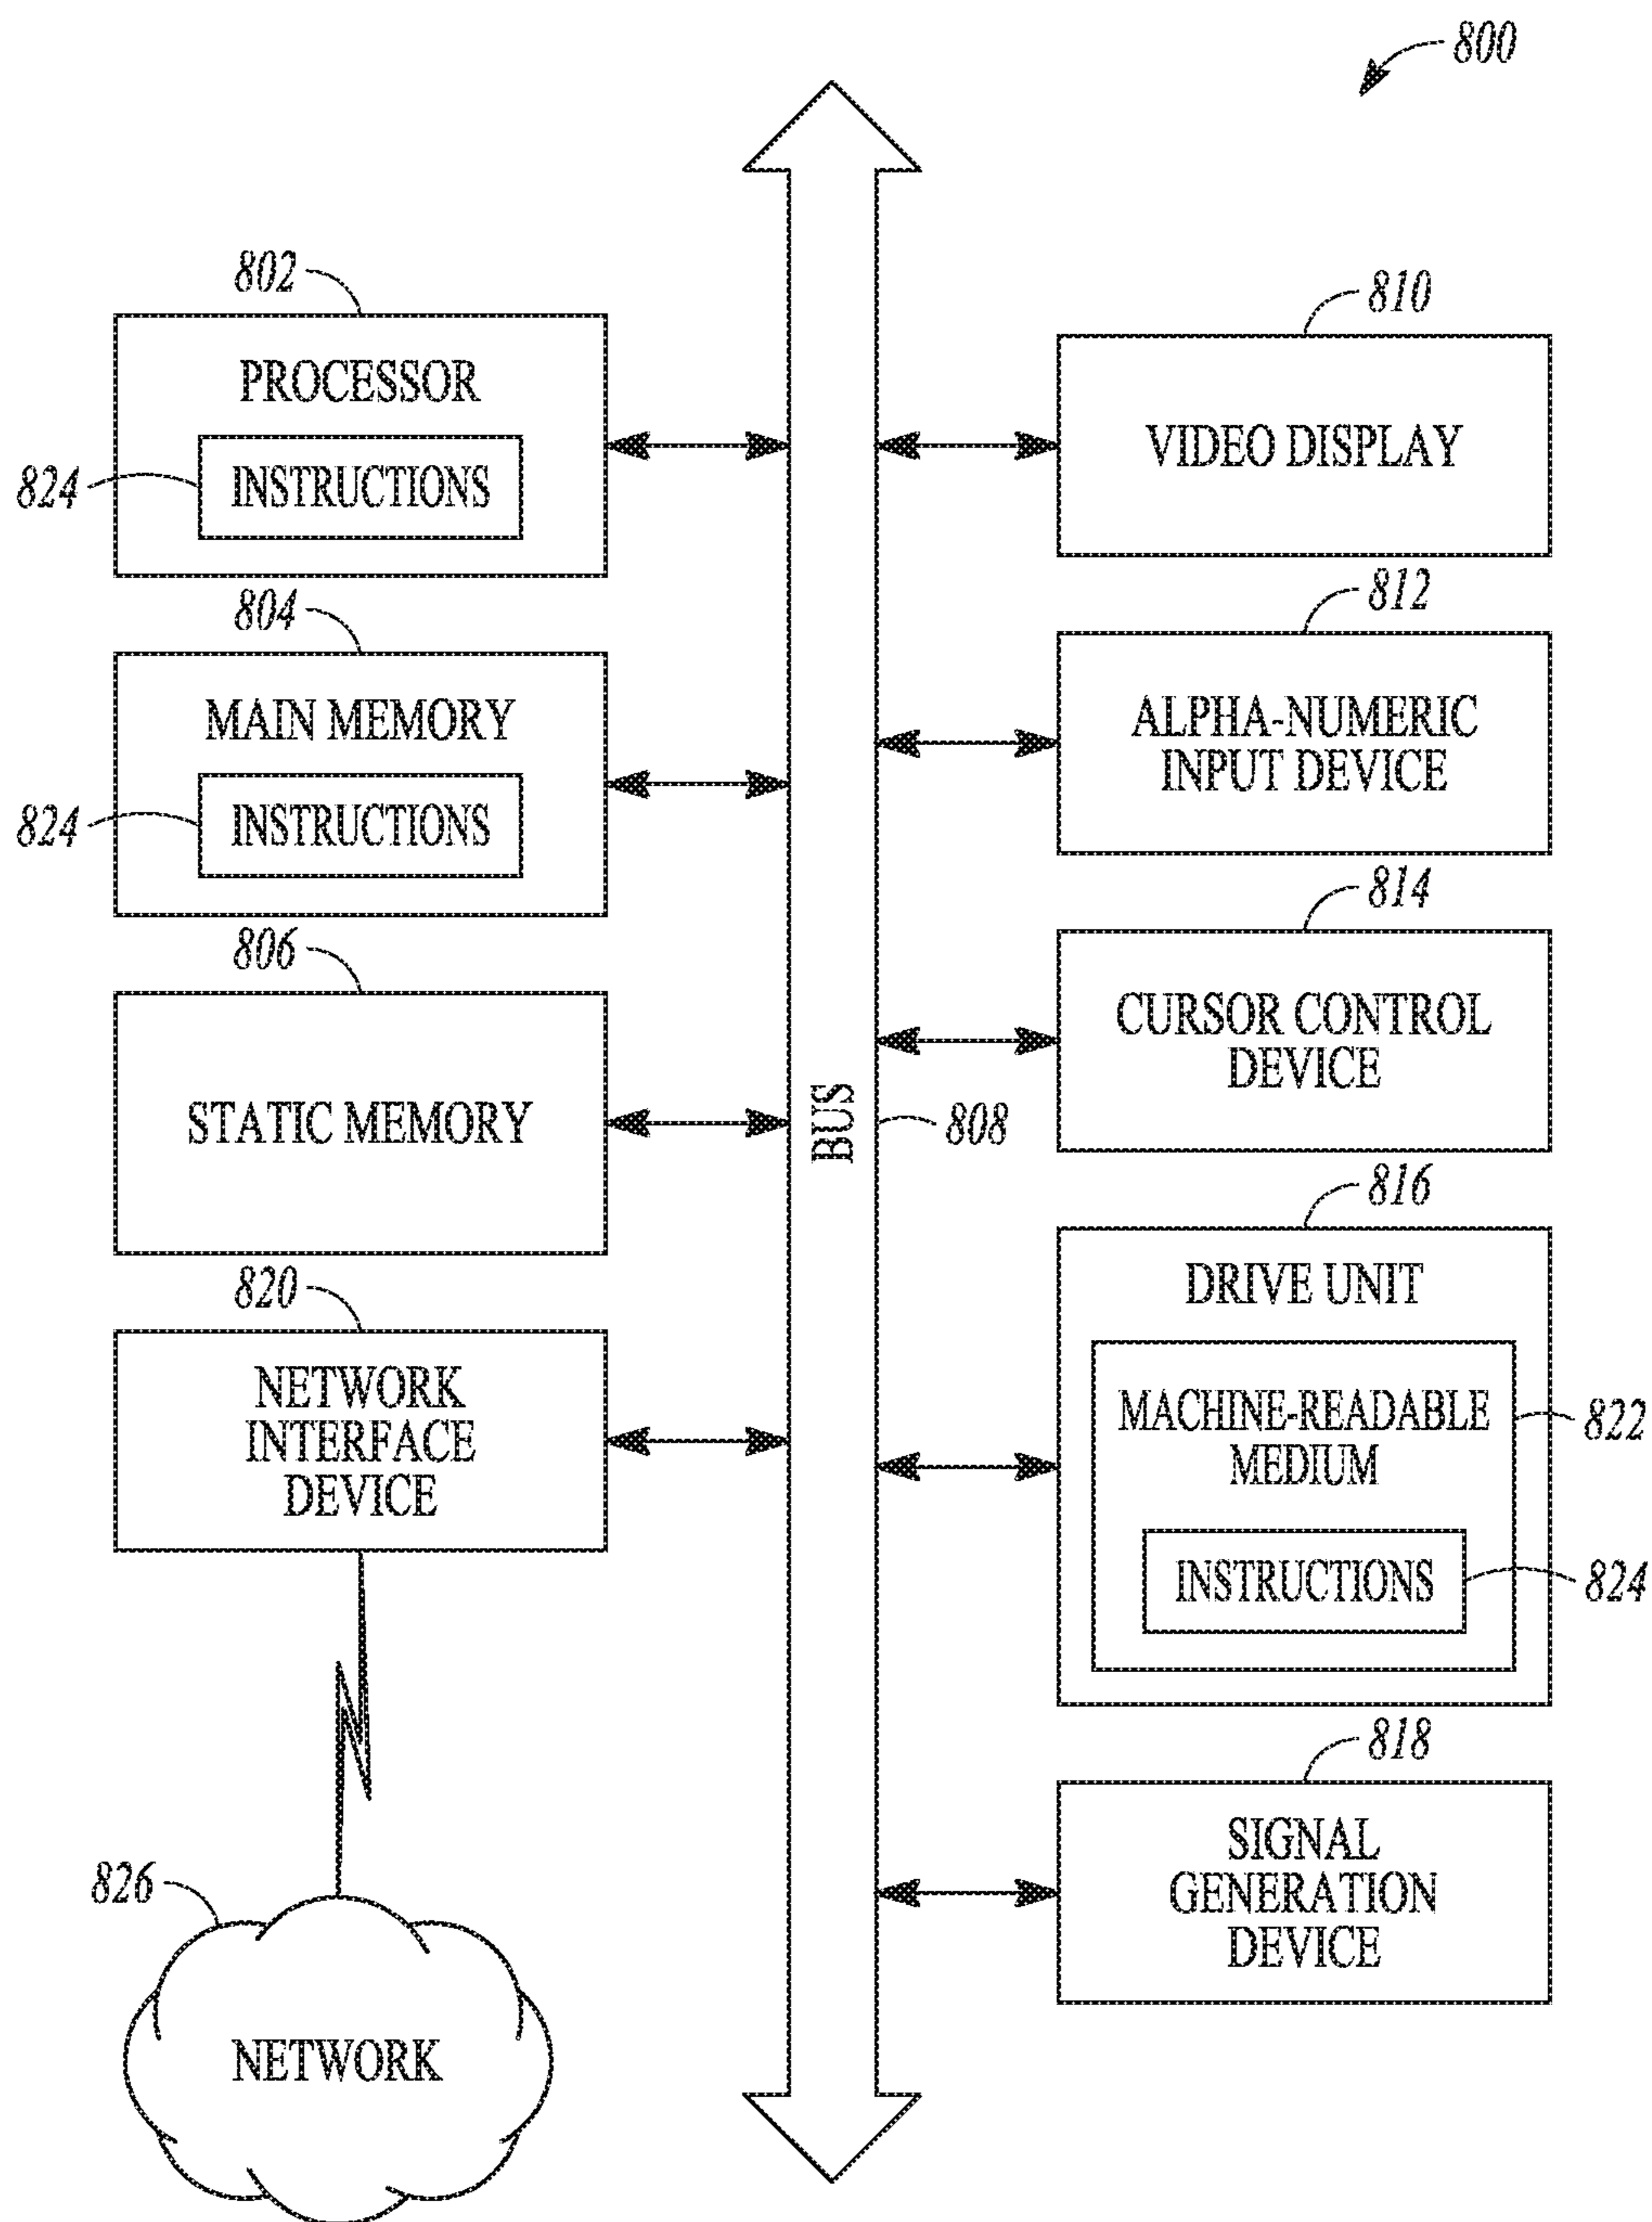 800
802
PROCESSOR
824
INSTRUCTIONS
804
MAIN MEMORY
824
INSTRUCTIONS
806
STATIC MEMORY
820
NETWORK
INTERFACE
DEVICE
826
NETWORK
BUS
808
810
VIDEO DISPLAY
812
ALPHA-NUMERIC
INPUT DEVICE
814
CURSOR CONTROL
DEVICE
816
DRIVE UNIT
MACHINE-READABLE
MEDIUM
822
INSTRUCTIONS
824
818
SIGNAL
GENERATION
DEVICE